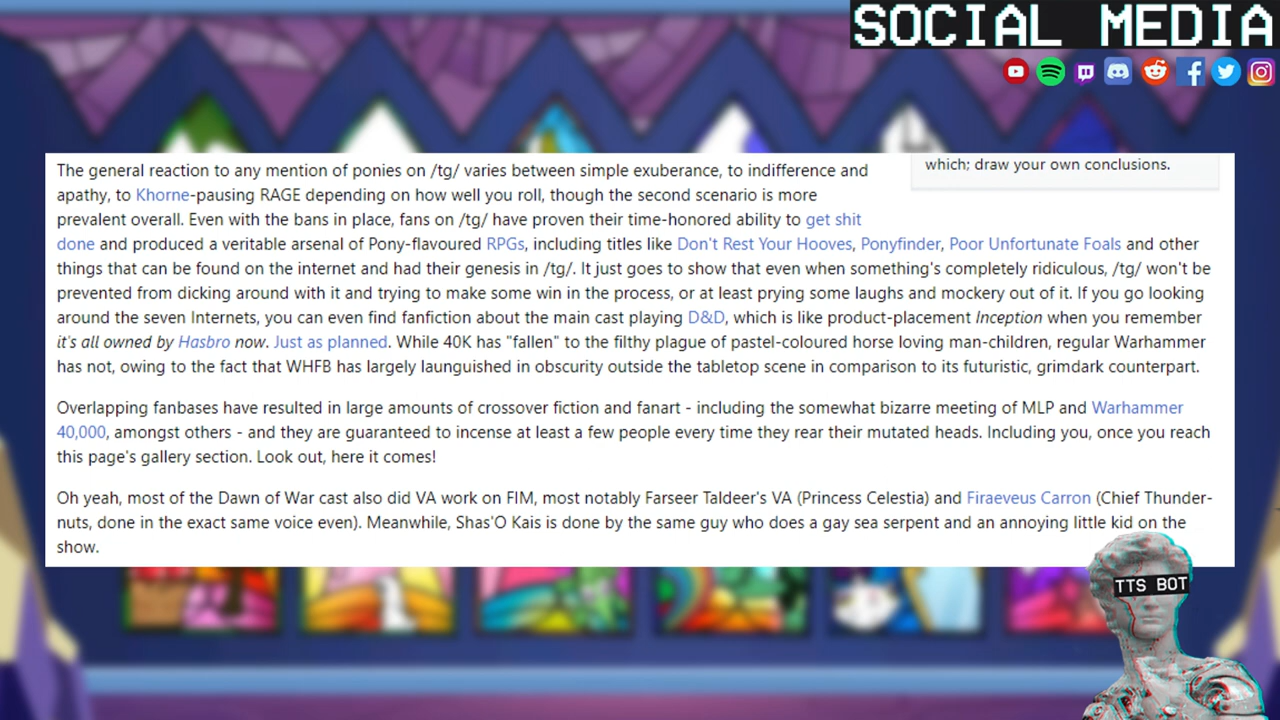 SOCIAL MEDIA
which; draw your own conclusions.
The general reaction to any mention of ponies on /tg/ varies between simple exuberance, to indifference and
apathy, to Khorne-pausing RAGE depending on how well you roll, though the second scenario is more
prevalent overall. Even with the bans in place, fans on /tg/ have proven their time-honored ability to get shit
done and produced a veritable arsenal of Pony-flavoured RPGs, including titles like Don't Rest Your Hooves, Ponyfinder, Poor Unfortunate Foals and other
things that can be found on the internet and had their genesis in /tg/. It just goes to show that even when something's completely ridiculous, /tg/ won't be
prevented from dicking around with it and trying to make some win in the process, or at least prying some laughs and mockery out of it. If you go looking
around the seven Internets, you can even find fanfiction about the main cast playing D&D, which is like product-placement Inception when you remember
it's all owned by Hasbro now. Just as planned. While 40K has "fallen" to the filthy plague of pastel-coloured horse loving man-children, regular Warhammer
has not, owing to the fact that WHFB has largely launguished in obscurity outside the tabletop scene in comparison to its futuristic, grimdark counterpart.
Overlapping fanbases have resulted in large amounts of crossover fiction and fanart - including the somewhat bizarre meeting of MLP and Warhammer
40,000, amongst others - and they are guaranteed to incense at least a few people every time they rear their mutated heads. Including you, once you reach
this page's gallery section. Look out, here it comes!
Oh yeah, most of the Dawn of War cast also did VA work on FIM, most notably Farseer Taldeer's VA (Princess Celestia) and Firaeveus Carron (Chief Thunder-
nuts, done in the exact same voice even). Meanwhile, Shas'O Kais is done by the same guy who does a gay sea serpent and an annoying little kid on the
show.
TTS BOT